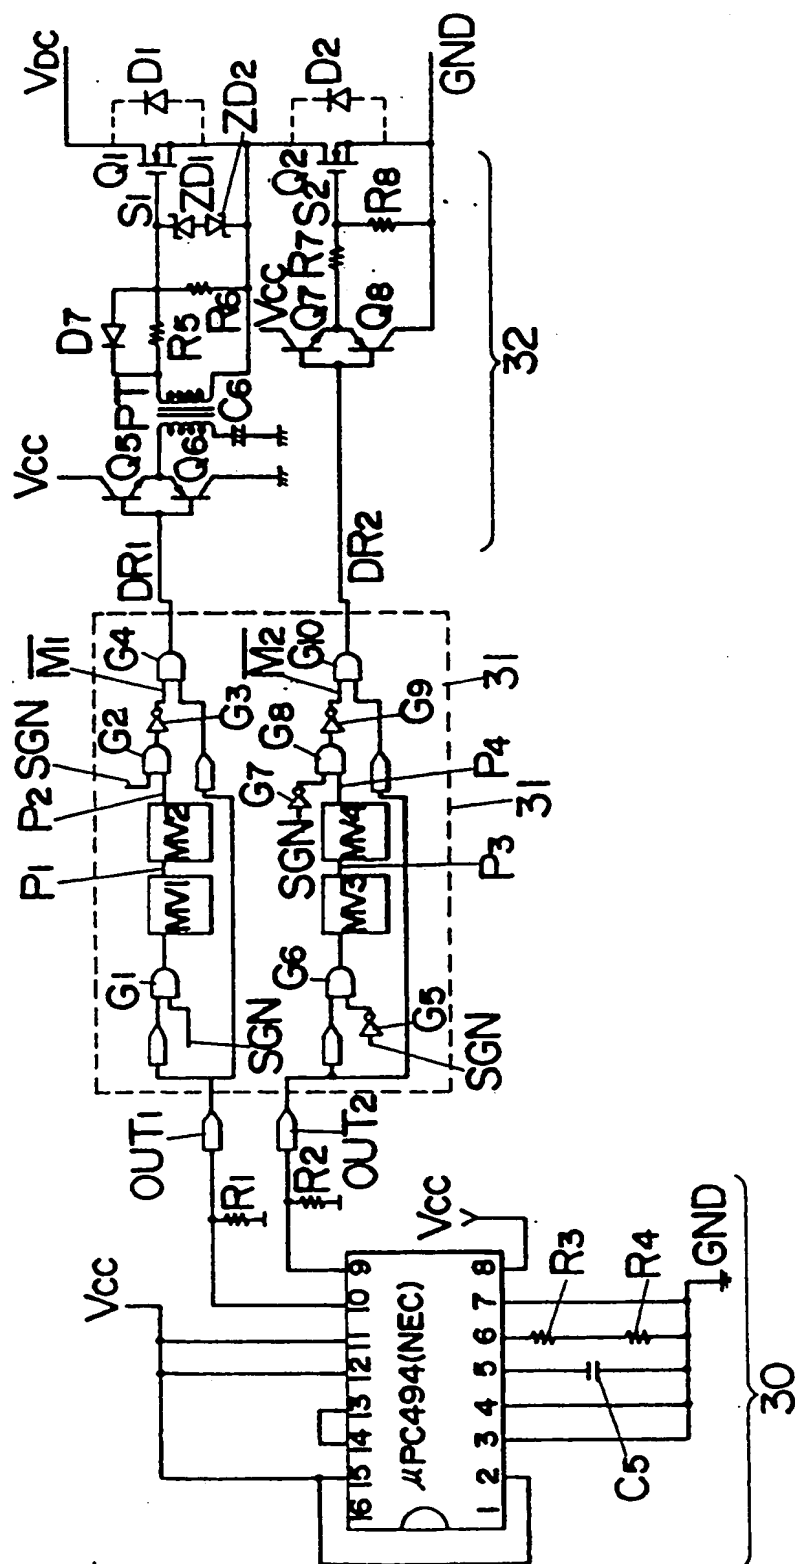 VDC
Q1
D1
S1
ZD1
ZD2
D7
R5
R6
PT
C6
VCC
Q5
Q6
DR1
VCC
Q7
Q8
R7
S2
R8
Q2
D2
GND
32
DR2
M1
G4
G3
G2
SGN
P2
P1
MV2
MV1
G1
SGN
M2
G10
G9
G8
G7
SGN
P4
P3
MV4
MV3
G6
G5
SGN
31
31
OUT1
OUT2
R1
R2
VCC
VCC
μPC494(NEC)
16 15 14 13 12 11 10 9
1 2 3 4 5 6 7 8
R3
R4
C5
GND
30